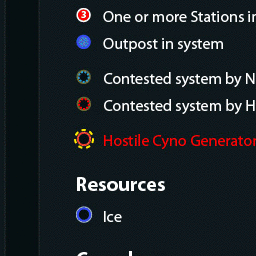 3
One or more Stations in
Outpost in system
Contested system by N
Contested system by H
Hostile Cyno Generator
Resources
Ice